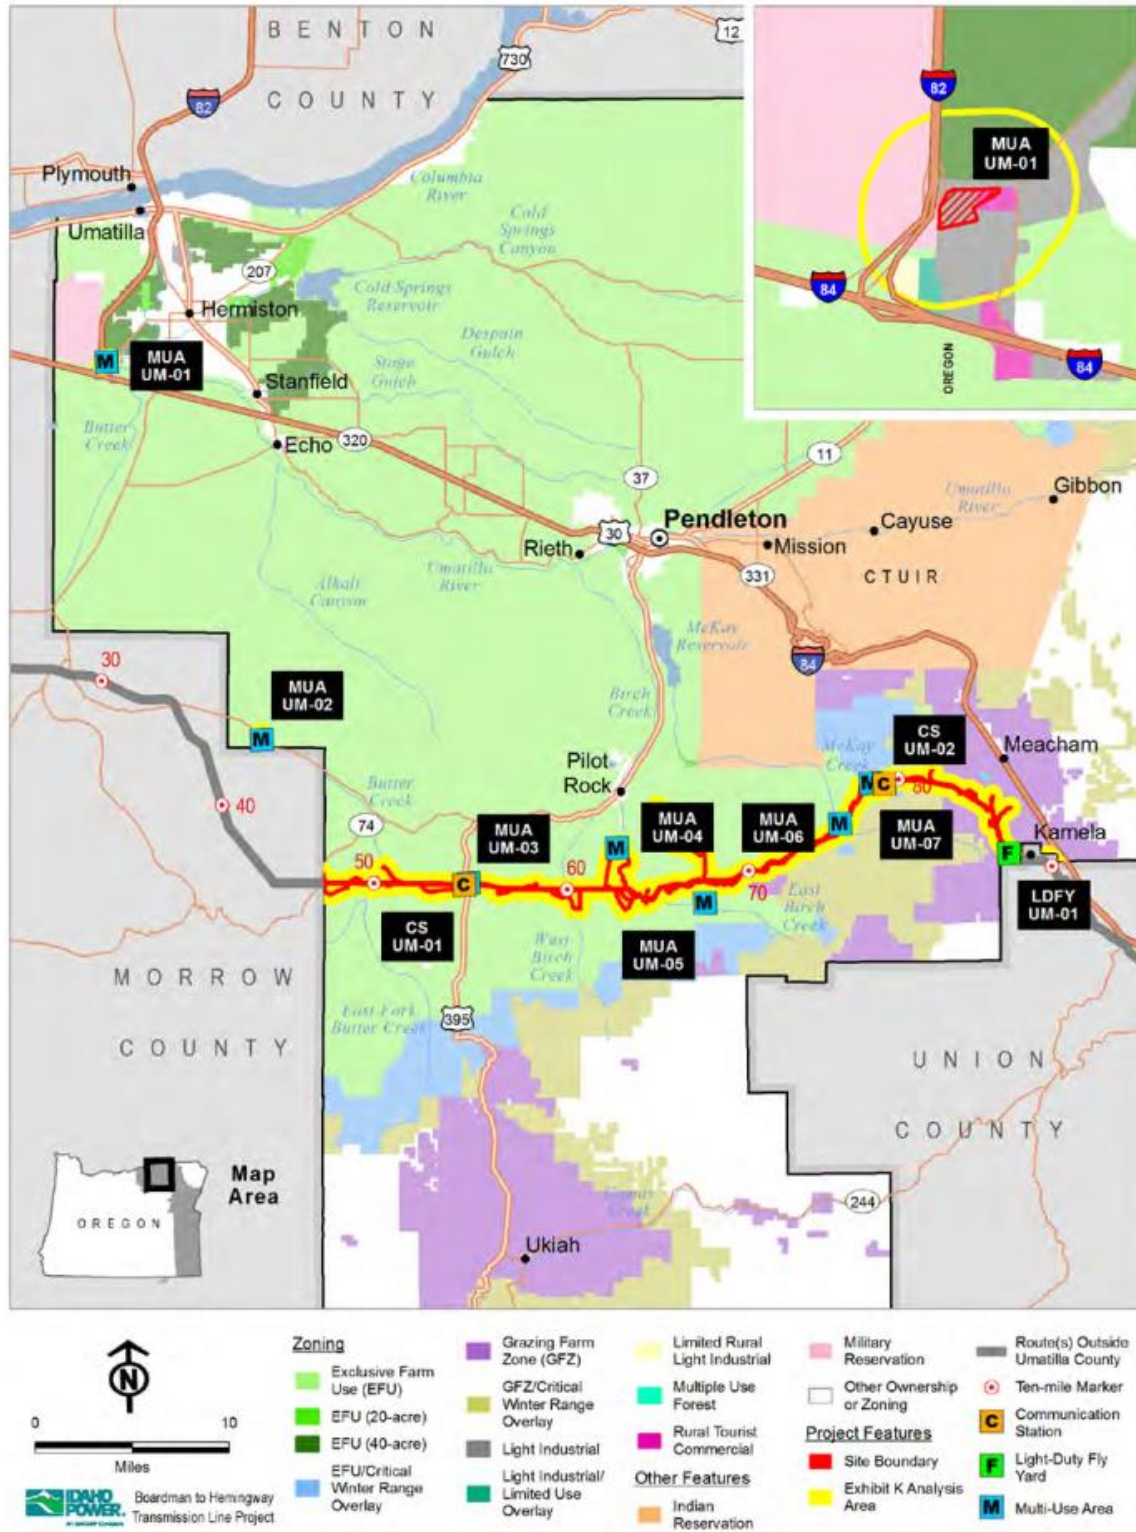 BENTON
COUNTY
12
730
82
82
MUA
UM-01
84
84
OREGON
Plymouth
Columbia
River
Umatilla
Cold
Springs
Canyon
207
Cold Springs
Reservoir
Hermiston
Despain
Gulch
M
MUA
UM-01
Stage
Gulch
Stanfield
Butter
Creek
Echo
320
11
37
Gibbon
Umatilla
River
Pendleton
Cayuse
30
Rieth
Mission
331
CTUIR
Umatilla
River
Alkali
Canyon
McKay
Reservoir
84
30
MUA
UM-02
Birch
Creek
M
CS
UM-02
Meacham
McKay
Creek
Pilot
Rock
M
C
80
40
Butter
Creek
74
MUA
UM-03
MUA
UM-04
MUA
UM-06
M
MUA
UM-07
Kamela
M
F
50
C
60
70
LDFY
UM-01
M
East
Birch
Creek
CS
UM-01
MUA
UM-05
West
Birch
Creek
MORROW
COUNTY
East Fork
Butter Creek
395
UNION
COUNTY
Map
Area
OREGON
Creek
244
Ukiah
N
0 10
Miles
IDAHO
POWER
An IDACORP Company
Boardman to Hemingway
Transmission Line Project
Zoning
Exclusive Farm
Use (EFU)
EFU (20-acre)
EFU (40-acre)
EFU/Critical
Winter Range
Overlay
Grazing Farm
Zone (GFZ)
GFZ/Critical
Winter Range
Overlay
Light Industrial
Light Industrial/
Limited Use
Overlay
Limited Rural
Light Industrial
Multiple Use
Forest
Rural Tourist
Commercial
Other Features
Indian
Reservation
Military
Reservation
Other Ownership
or Zoning
Project Features
Site Boundary
Exhibit K Analysis
Area
Route(s) Outside
Umatilla County
Ten-mile Marker
C
Communication
Station
F
Light-Duty Fly
Yard
M
Multi-Use Area